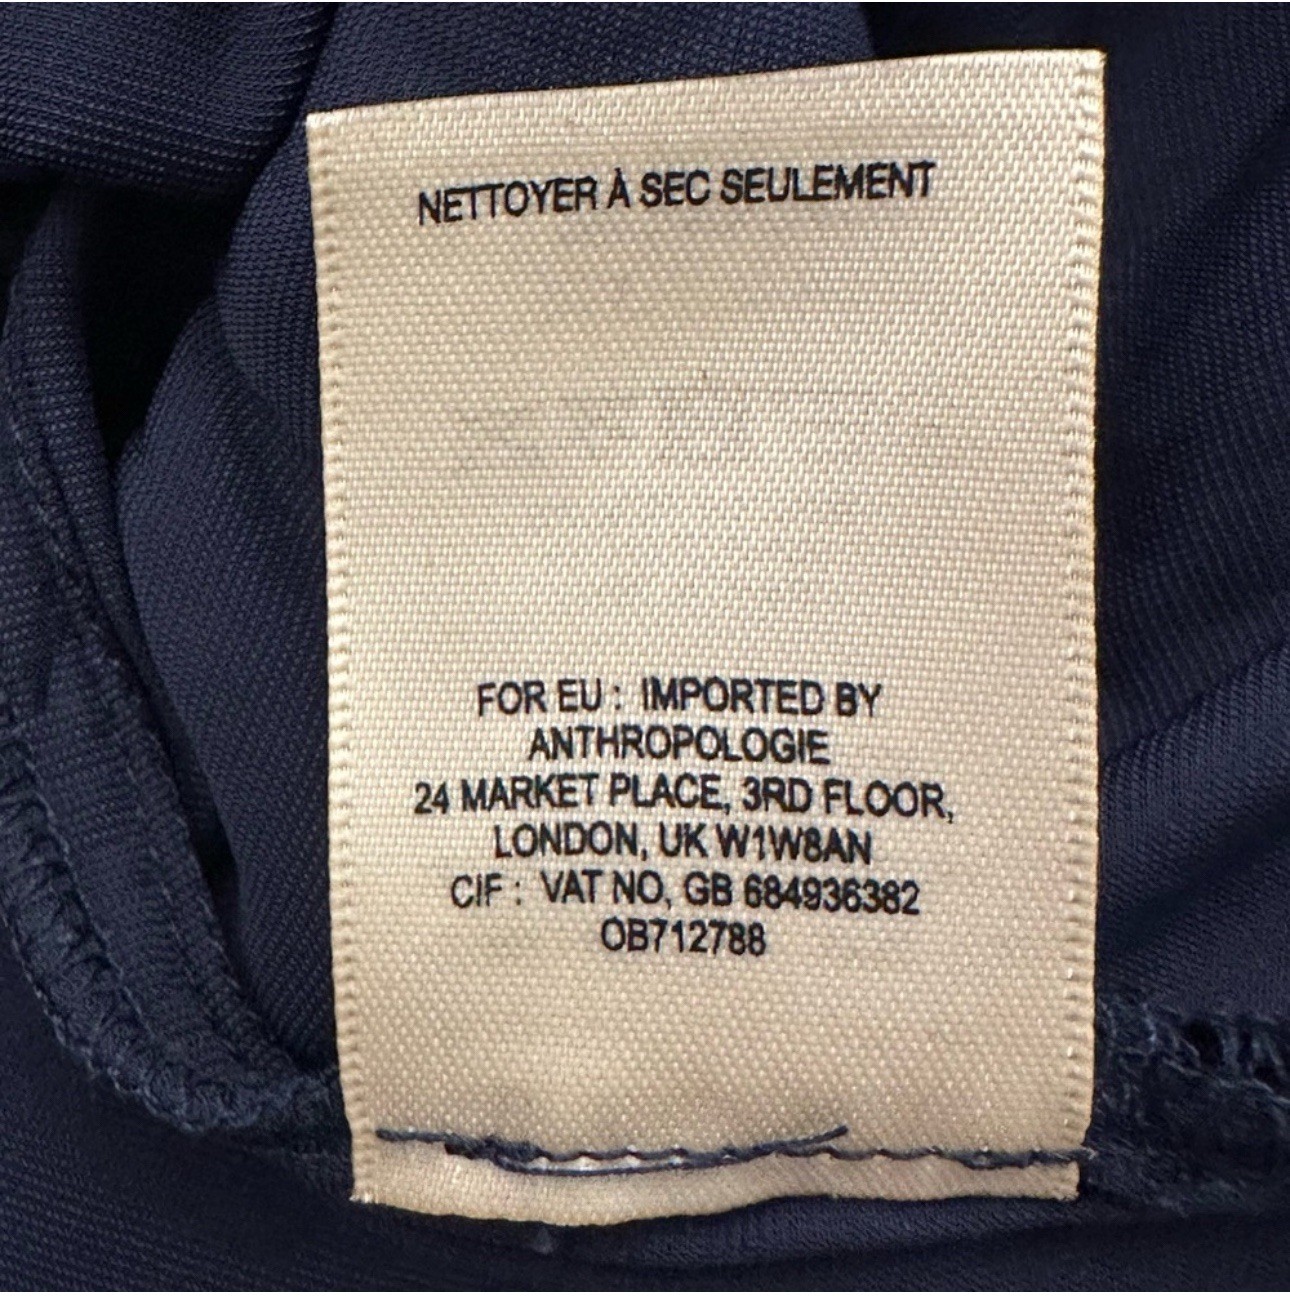 NETTOYER À SEC SEULEMENT
FOR EU : IMPORTED BY
ANTHROPOLOGIE
24 MARKET PLACE, 3RD FLOOR,
LONDON, UK W1W8AN
CIF : VAT NO, GB 684936382
OB712788